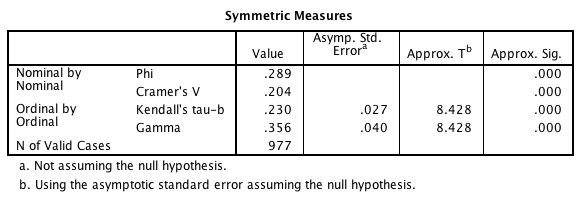 Symmetric Measures
Value Asymp. Std. Errorᵃ Approx. Tᵇ Approx. Sig.
Nominal by Nominal Phi .289 .000
Cramer's V .204 .000
Ordinal by Ordinal Kendall's tau-b .230 .027 8.428 .000
Gamma .356 .040 8.428 .000
N of Valid Cases 977
a. Not assuming the null hypothesis.
b. Using the asymptotic standard error assuming the null hypothesis.